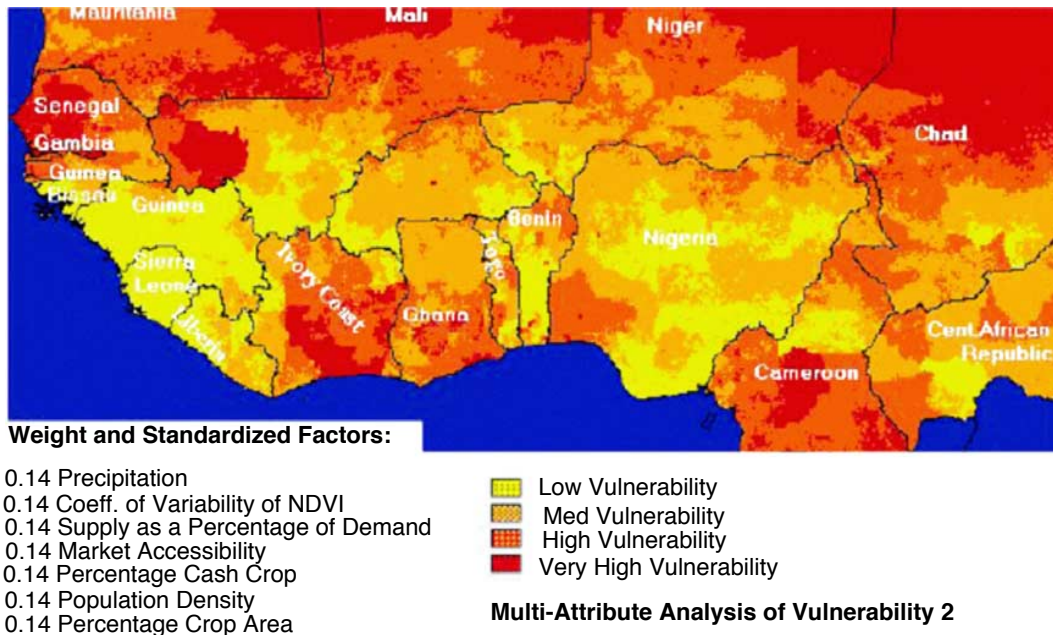 Mauritania
Mali
Niger
Senegal
Chad
Gambia
Guinea
Bissau
Guinea
Benin
Togo
Nigeria
Sierra
Leone
Ivory Coast
Ghana
Liberia
Cent.African
Republic
Cameroon
Weight and Standardized Factors:
0.14 Precipitation
0.14 Coeff. of Variability of NDVI
0.14 Supply as a Percentage of Demand
0.14 Market Accessibility
0.14 Percentage Cash Crop
0.14 Population Density
0.14 Percentage Crop Area
Low Vulnerability
Med Vulnerability
High Vulnerability
Very High Vulnerability
Multi-Attribute Analysis of Vulnerability 2